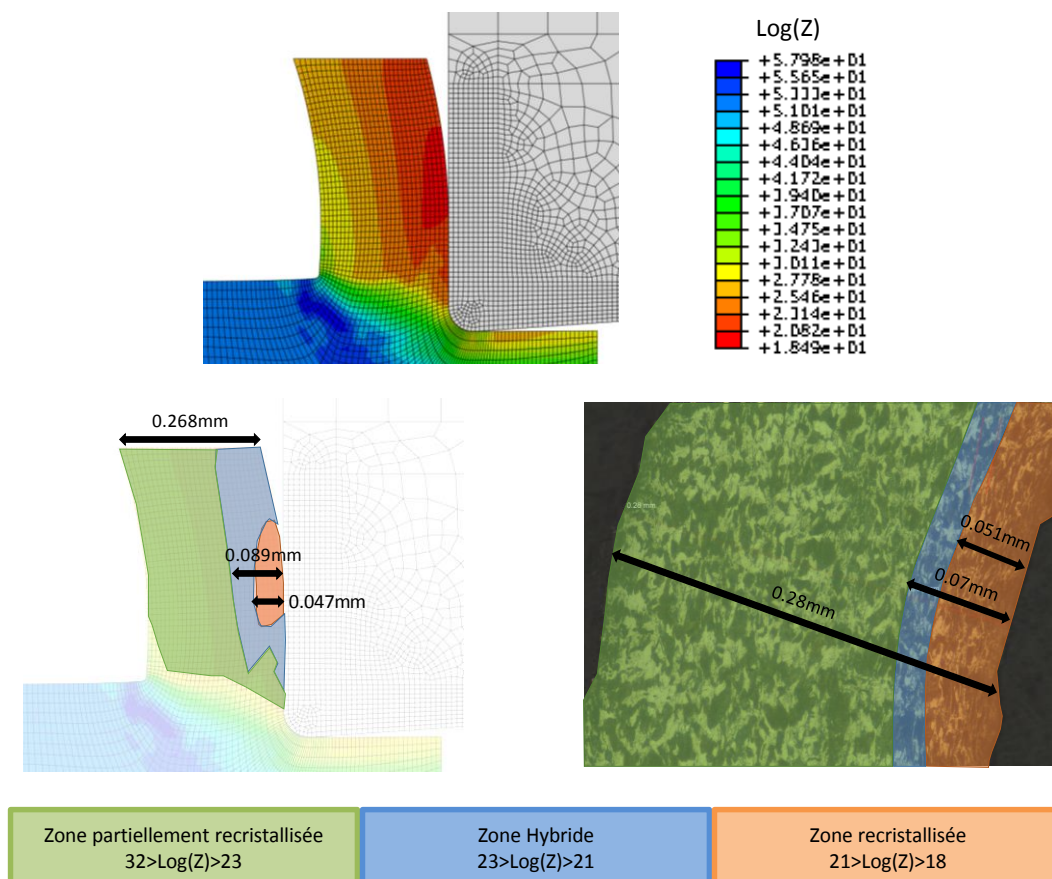 Log(Z)
+5.798e+01
+5.565e+01
+5.333e+01
+5.101e+01
+4.869e+01
+4.636e+01
+4.404e+01
+4.172e+01
+3.940e+01
+3.707e+01
+3.475e+01
+3.243e+01
+3.011e+01
+2.778e+01
+2.546e+01
+2.314e+01
+2.082e+01
+1.849e+01
0.268mm
0.089mm
0.047mm
0.28 mm
0.051mm
0.07mm
0.28mm
Zone partiellement recristallisée
32>Log(Z)>23
Zone Hybride
23>Log(Z)>21
Zone recristallisée
21>Log(Z)>18